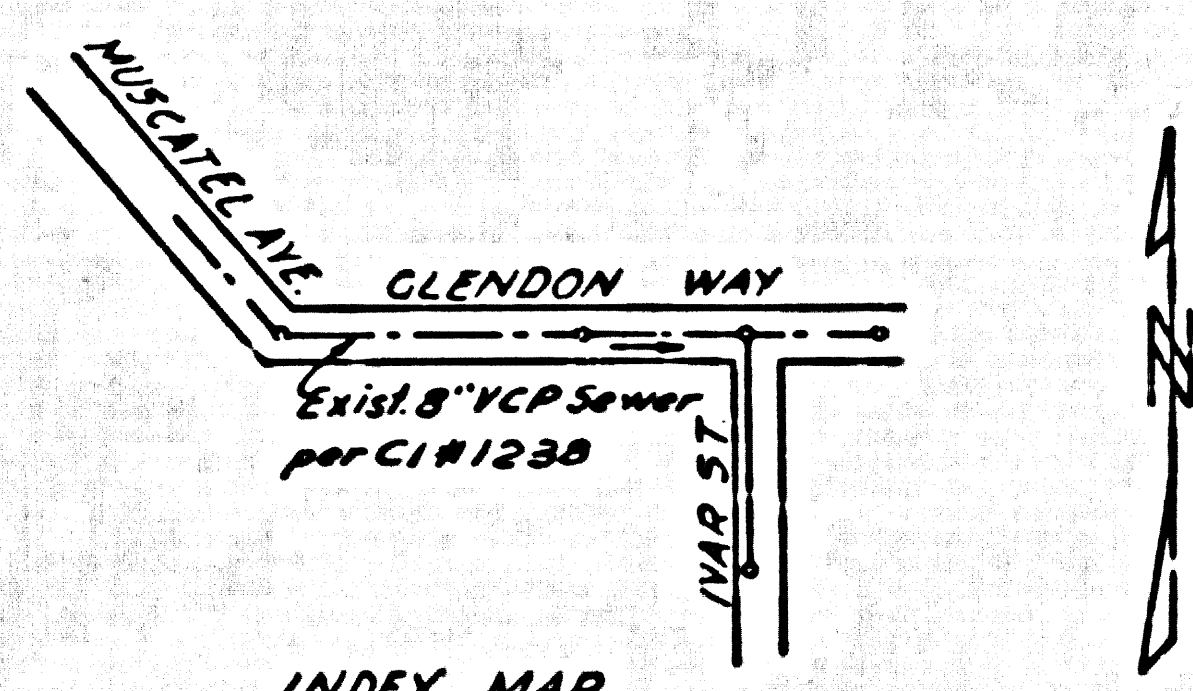 MUSCATEL AVE.
GLENDON WAY
Exist. 8" VCP Sewer
per CI #1238
IVAR ST.
N
INDEX MAP